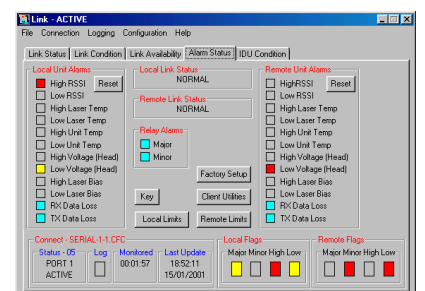 Link - ACTIVE
File Connection Logging Configuration Help
Link Status Link Condition Link Availability Alarm Status IDU Condition
Local Unit Alarms
High RSSI Reset
Low RSSI
High Laser Temp
Low Laser Temp
High Unit Temp
Low Unit Temp
High Voltage (Head)
Low Voltage (Head)
High Laser Bias
Low Laser Bias
RX Data Loss
TX Data Loss
Local Link Status
NORMAL
Remote Link Status
NORMAL
Relay Alarms
Major
Minor
Factory Setup
Key Client Utilities
Local Limits Remote Limits
Remote Unit Alarms
HighRSSI Reset
Low RSSI
High Laser Temp
Low Laser Temp
High Unit Temp
Low Unit Temp
High Voltage (Head)
Low Voltage (Head)
High Laser Bias
Low Laser Bias
RX Data Loss
TX Data Loss
Connect - SERIAL-1-1.CFC
Status - 05 Log Monitored Last Update
PORT 1 00:01:57 18:52:11
ACTIVE 15/01/2001
Local Flags
Major Minor High Low
Remote Flags
Major Minor High Low